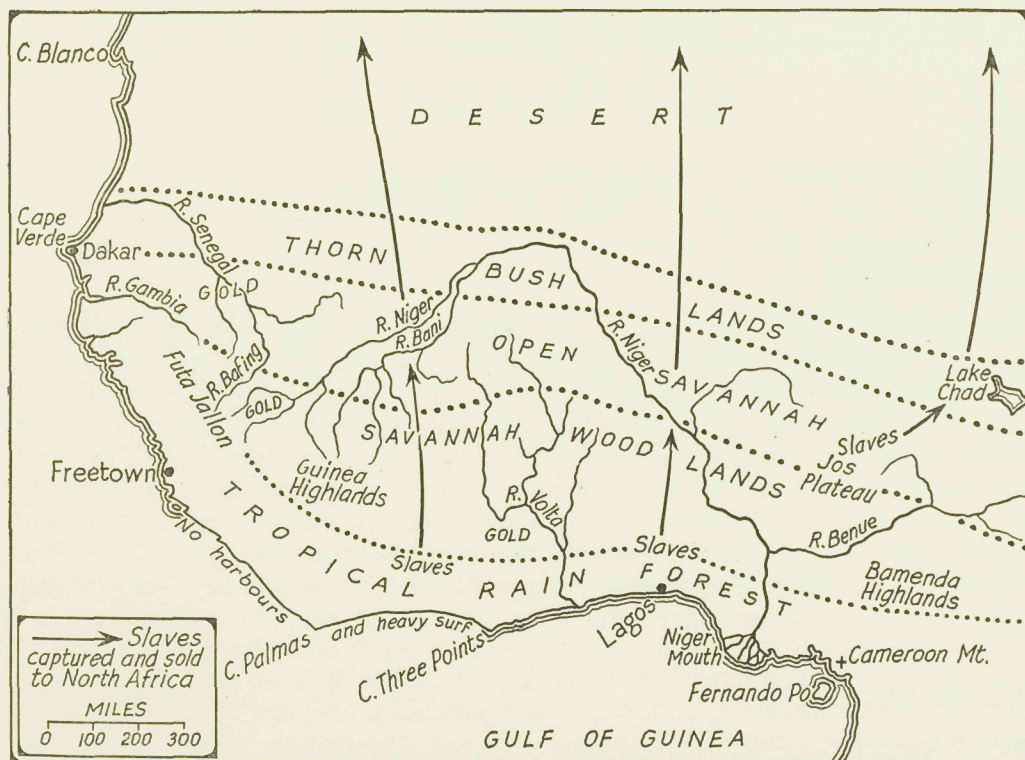 C. Blanco
DESERT
Cape
Verde
Dakar
R. Senegal
THORN
BUSH
LANDS
GOLD
R. Gambia
R. Niger
R. Bani
R. Niger
OPEN
SAVANNAH
Lake
Chad
R. Bafing
Futa Jallon
GOLD
SAVANNAH
WOOD
LANDS
Slaves
Jos
Plateau
Freetown
Guinea
Highlands
R. Volta
GOLD
R. Benue
TROPICAL RAIN FOREST
Slaves
Slaves
Bamenda
Highlands
No harbours
and heavy surf
Lagos
C. Palmas
C. Three Points
Niger
Mouth
Cameroon Mt.
Fernando Po
GULF OF GUINEA
Slaves
captured and sold
to North Africa
MILES
0 100 200 300